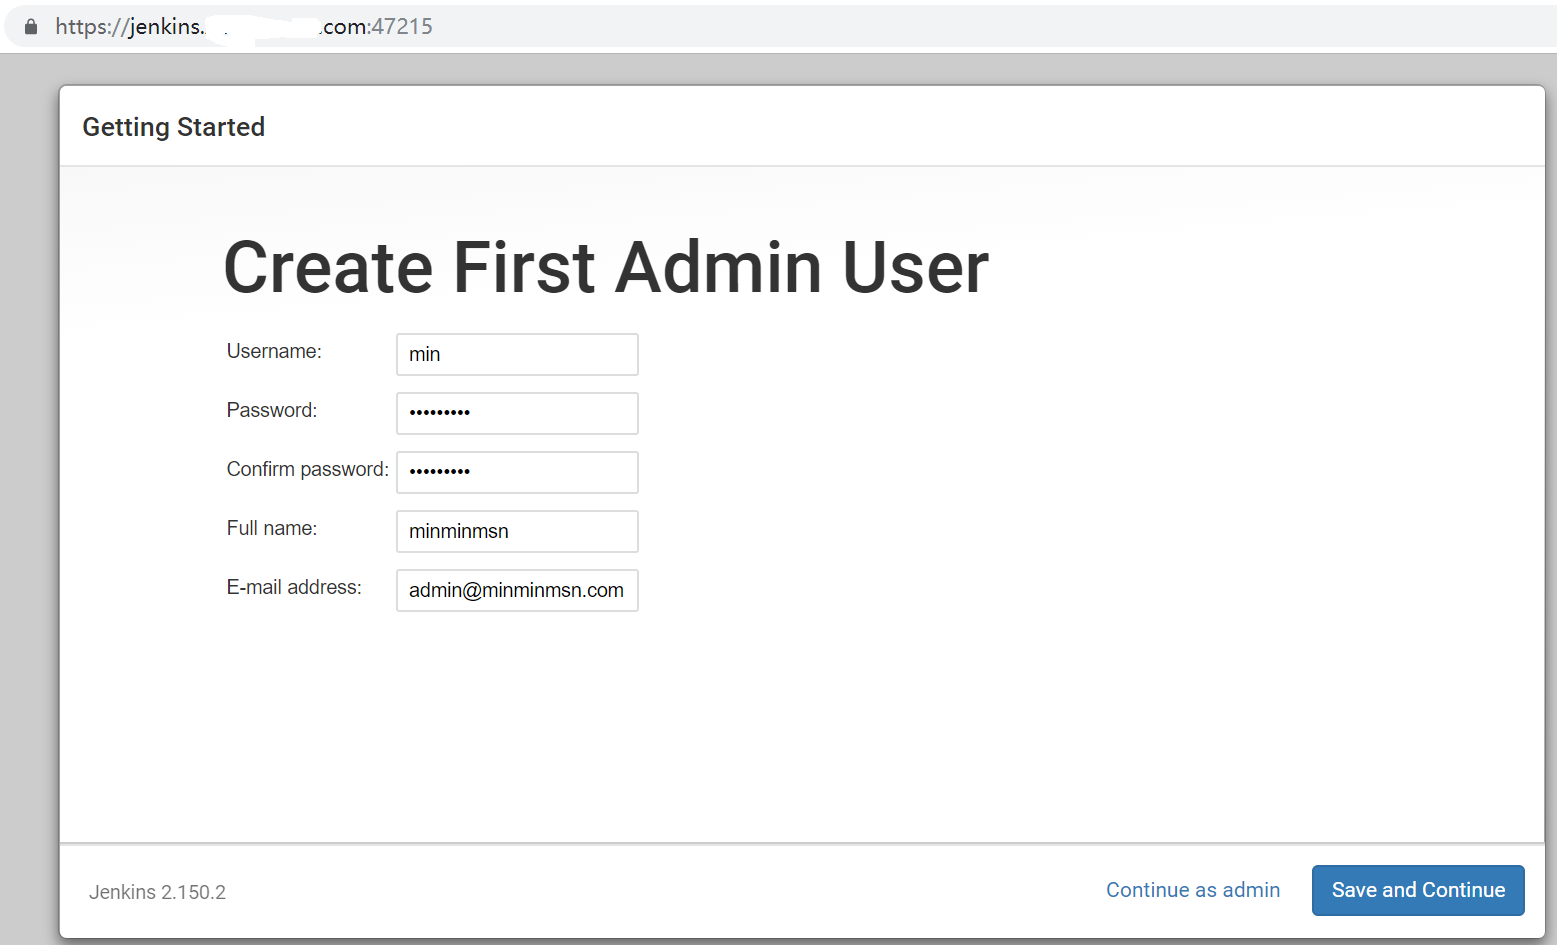 https://jenkins. .com:47215
Getting Started
Create First Admin User
Username: min
Password: •••••••••
Confirm password: •••••••••
Full name: minminmsn
E-mail address: admin@minminmsn.com
Jenkins 2.150.2 Continue as admin Save and Continue